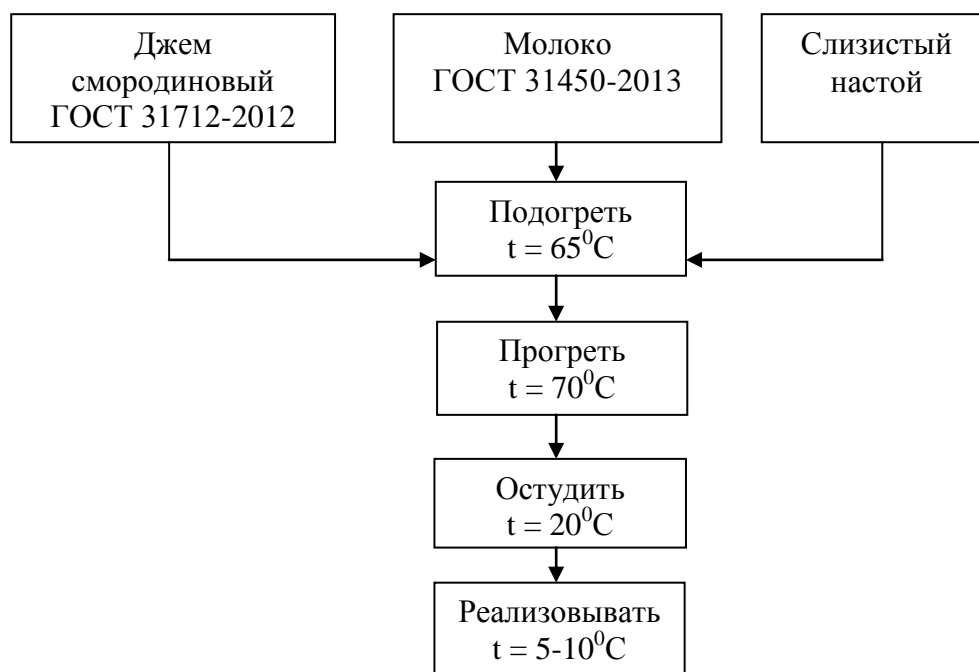 Джем
смородиновый
ГОСТ 31712-2012
Молоко
ГОСТ 31450-2013
Слизистый
настой
Подогреть
t = 65⁰C
Прогреть
t = 70⁰C
Остудить
t = 20⁰C
Реализовывать
t = 5-10⁰C